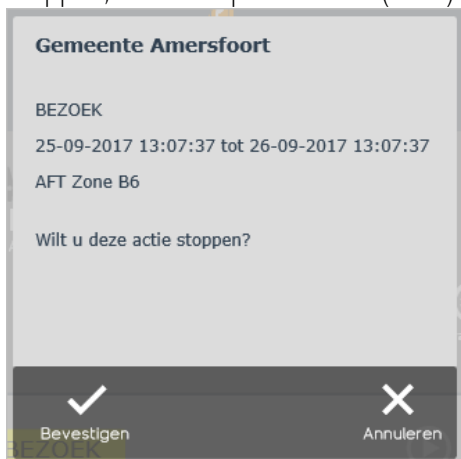 Gemeente Amersfoort
BEZOEK
25-09-2017 13:07:37 tot 26-09-2017 13:07:37
AFT Zone B6
Wilt u deze actie stoppen?
Bevestigen
Annuleren
BEZOEK